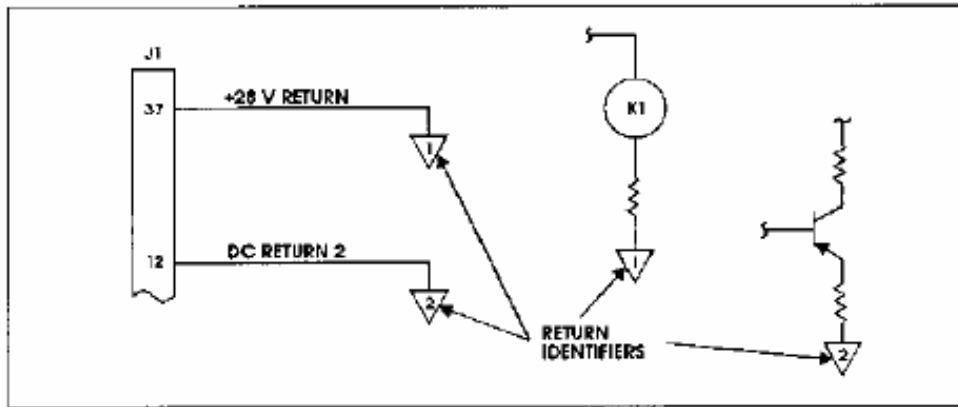 J1
37
+28 V RETURN
1
K1
12
DC RETURN 2
2
1
RETURN
IDENTIFIERS
2